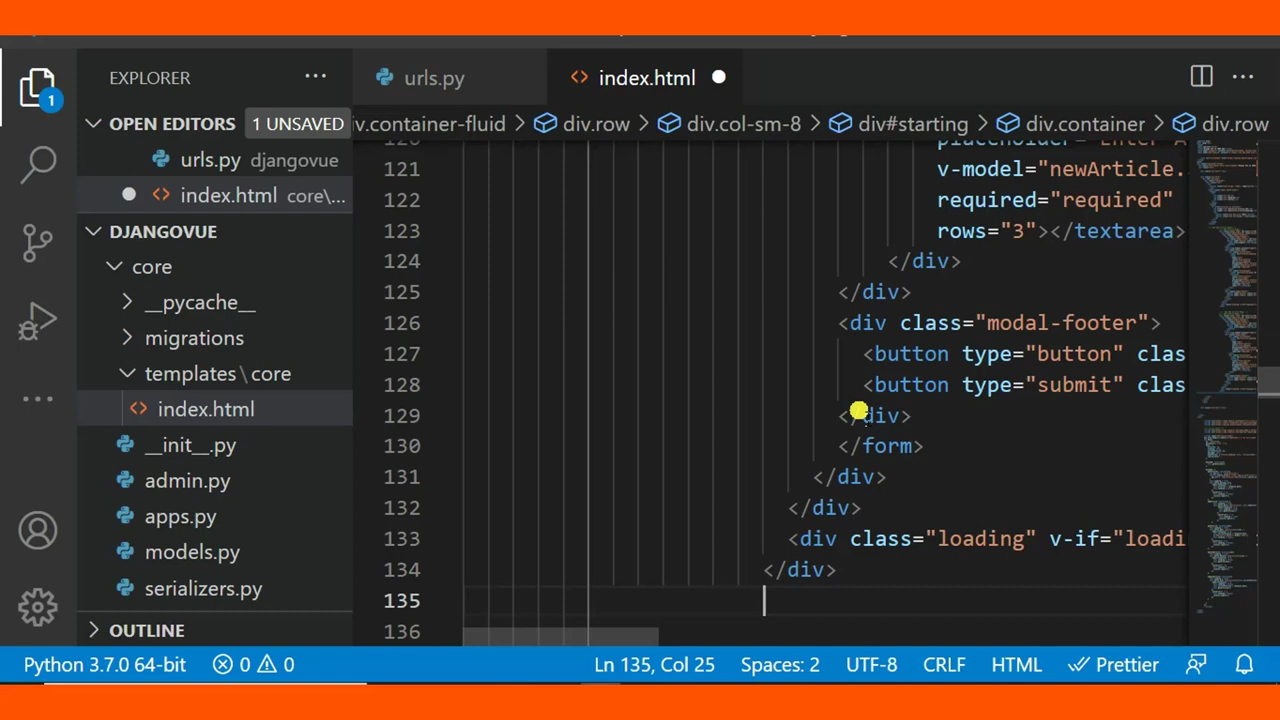 EXPLORER ···
urls.py
index.html
···
OPEN EDITORS 1 UNSAVED
urls.py djangovue
index.html core\...
DJANGOVUE
core
__pycache__
migrations
templates\core
index.html
__init__.py
admin.py
apps.py
models.py
serializers.py
OUTLINE
1
iv.container-fluid > div.row > div.col-sm-8 > div#starting > div.container > div.row
121 v-model="newArticle.
122 required="required"
123 rows="3"></textarea>
124 </div>
125 </div>
126 <div class="modal-footer">
127 <button type="button" clas
128 <button type="submit" clas
129 </div>
130 </form>
131 </div>
132 </div>
133 <div class="loading" v-if="loadi
134 </div>
135
136
Python 3.7.0 64-bit 0 0 Ln 135, Col 25 Spaces: 2 UTF-8 CRLF HTML Prettier